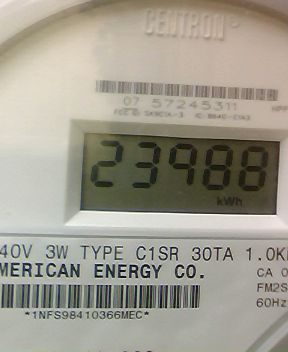 CENTRON
07 57245311
23988
kWh
40V 3W TYPE C1SR 30TA 1.0K
MERICAN ENERGY CO.
CA 0
FM2S
60Hz
*1NFS98410366MEC*